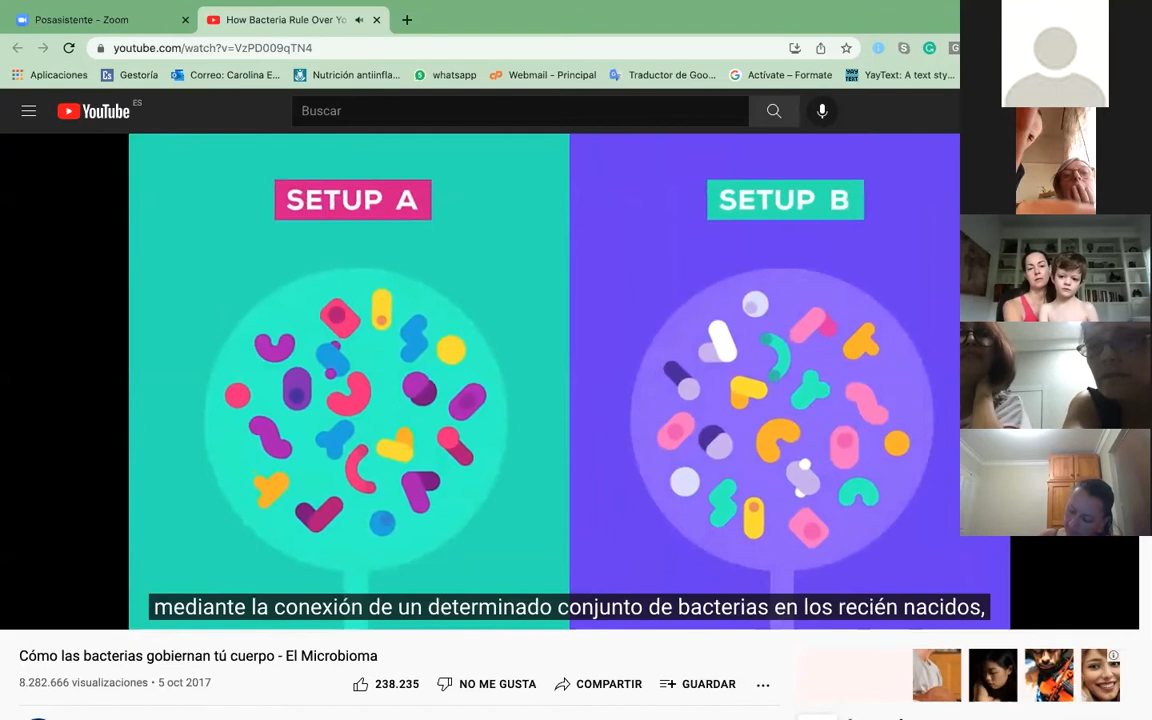 Posasistente - Zoom
How Bacteria Rule Over Yo
youtube.com/watch?v=VzPD009qTN4
Aplicaciones
Gestoría
Correo: Carolina E...
Nutrición antiinfla...
whatsapp
Webmail - Principal
Traductor de Goo...
Actívate – Formate
YayText: A text sty...
YouTube ES
Buscar
SETUP A
SETUP B
mediante la conexión de un determinado conjunto de bacterias en los recién nacidos,
Cómo las bacterias gobiernan tú cuerpo - El Microbioma
8.282.666 visualizaciones • 5 oct 2017
238.235
NO ME GUSTA
COMPARTIR
GUARDAR